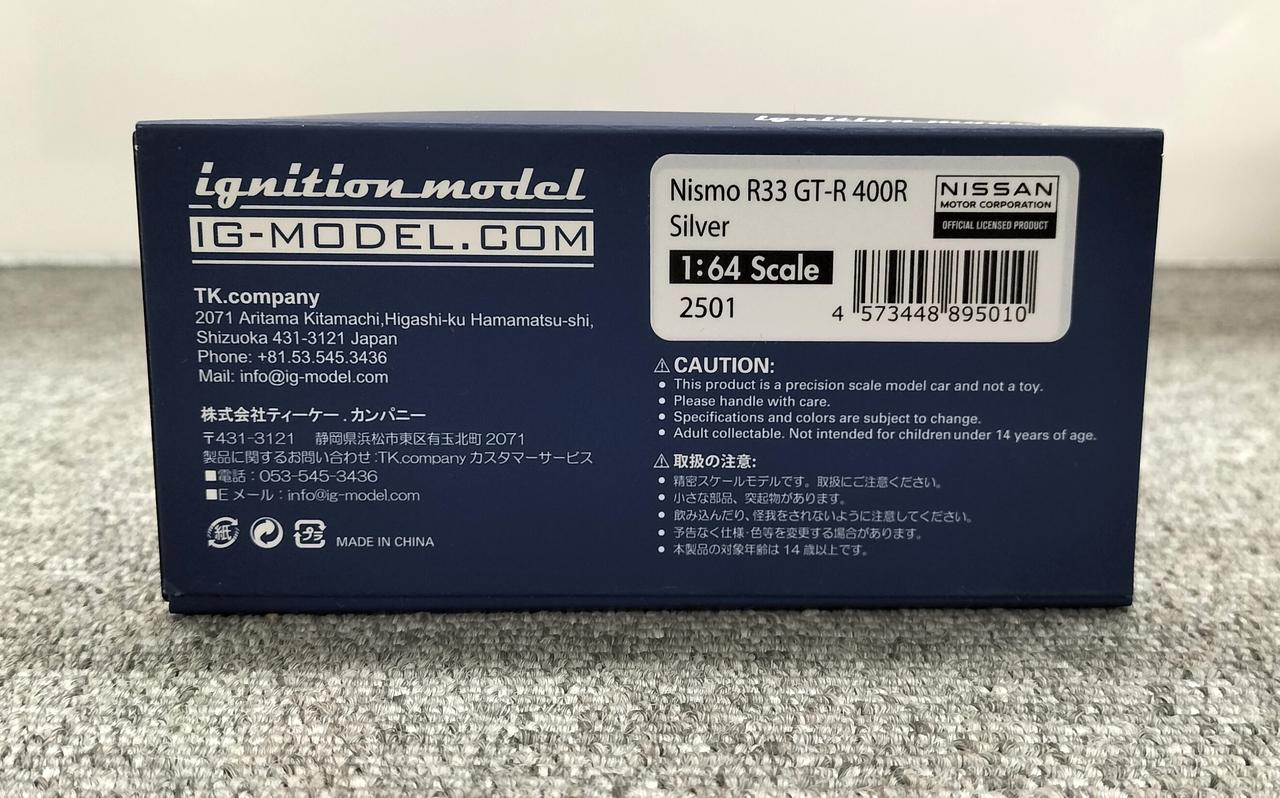 ignition model
ignition model
IG-MODEL.COM
TK.company
2071 Aritama Kitamachi,Higashi-ku Hamamatsu-shi,
Shizuoka 431-3121 Japan
Phone: +81.53.545.3436
Mail: info@ig-model.com
株式会社ティーケー.カンパニー
〒431-3121 静岡県浜松市東区有玉北町 2071
製品に関するお問い合わせ:TK.company カスタマーサービス
■電話：053-545-3436
■E メール：info@ig-model.com
紙
プラ
MADE IN CHINA
Nismo R33 GT-R 400R
Silver
NISSAN
MOTOR CORPORATION
OFFICIAL LICENSED PRODUCT
1:64 Scale
2501
4 573448 895010
⚠ CAUTION:
• This product is a precision scale model car and not a toy.
• Please handle with care.
• Specifications and colors are subject to change.
• Adult collectable. Not intended for children under 14 years of age.
⚠ 取扱の注意:
• 精密スケールモデルです。取扱にご注意ください。
• 小さな部品、突起物があります。
• 飲み込んだり、怪我をされないように注意してください。
• 予告なく仕様・色等を変更する場合があります。
• 本製品の対象年齢は 14 歳以上です。